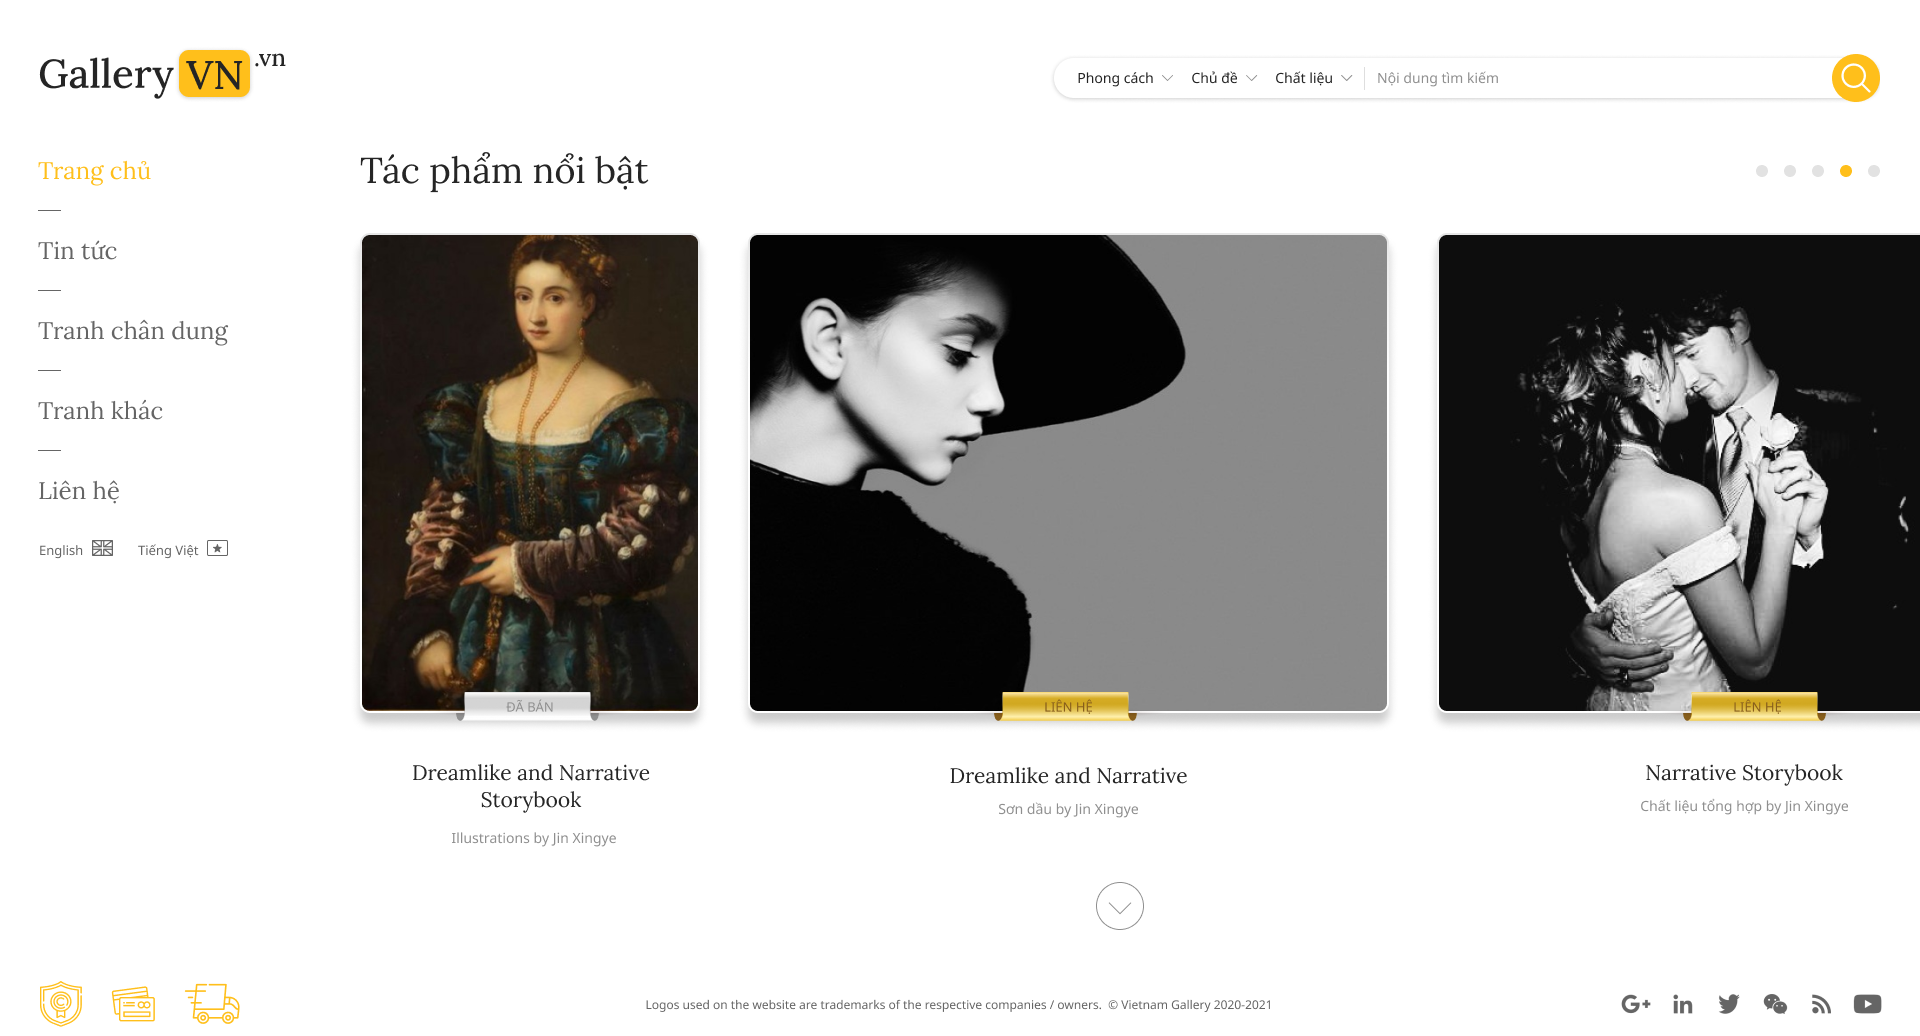 Gallery VN .vn
Phong cách Chủ đề Chất liệu Nội dung tìm kiếm
Trang chủ
Tin tức
Tranh chân dung
Tranh khác
Liên hệ
English Tiếng Việt
Tác phẩm nổi bật
ĐÃ BÁN
Dreamlike and Narrative
Storybook
Illustrations by Jin Xingye
LIÊN HỆ
Dreamlike and Narrative
Sơn dầu by Jin Xingye
LIÊN HỆ
Narrative Storybook
Chất liệu tổng hợp by Jin Xingye
Logos used on the website are trademarks of the respective companies / owners. © Vietnam Gallery 2020-2021